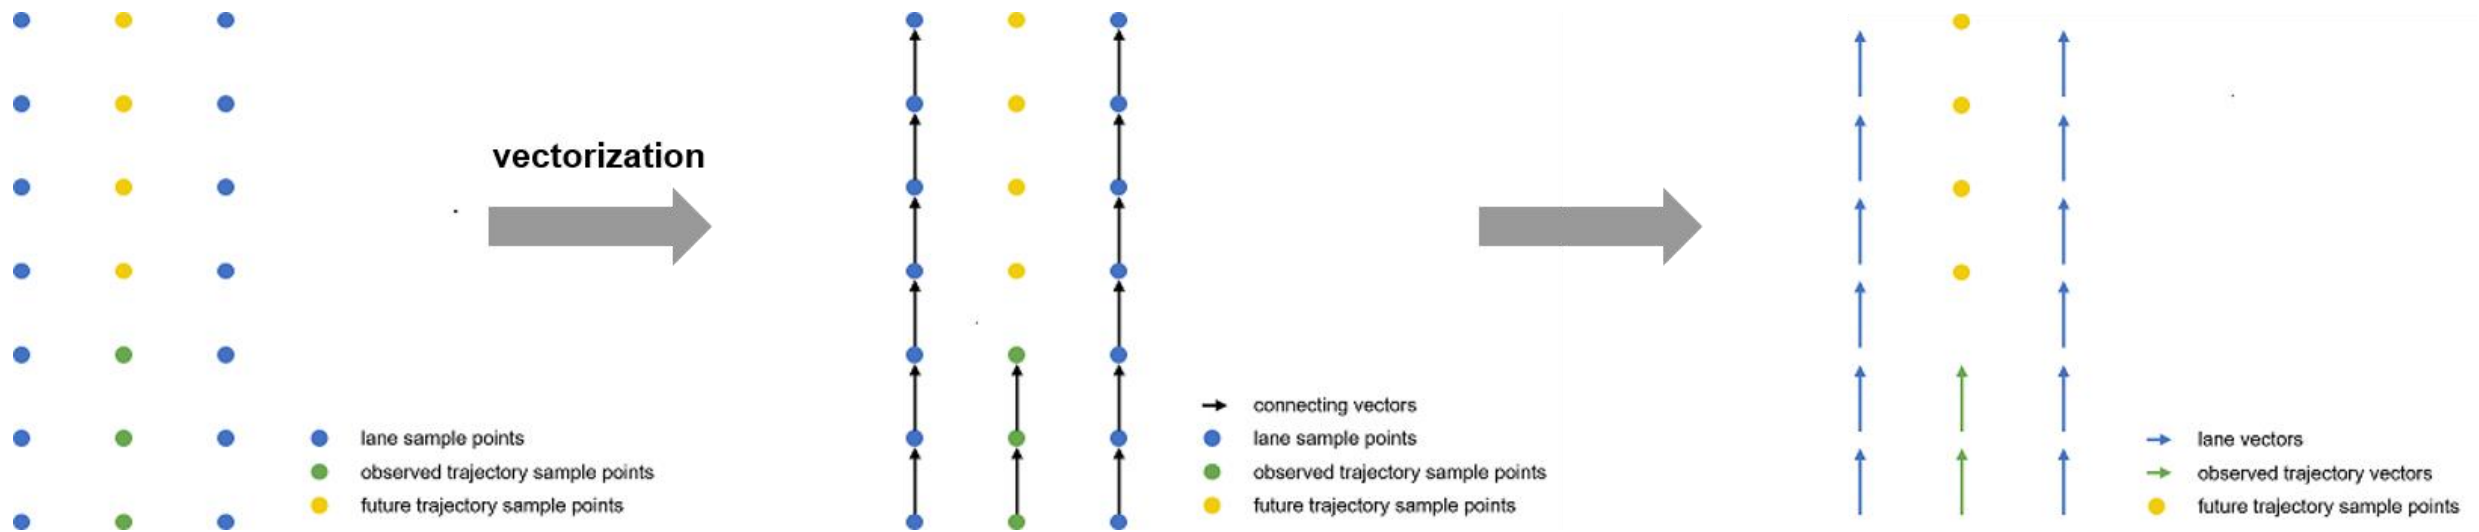 vectorization
lane sample points
observed trajectory sample points
future trajectory sample points
connecting vectors
lane sample points
observed trajectory sample points
future trajectory sample points
lane vectors
observed trajectory vectors
future trajectory sample points